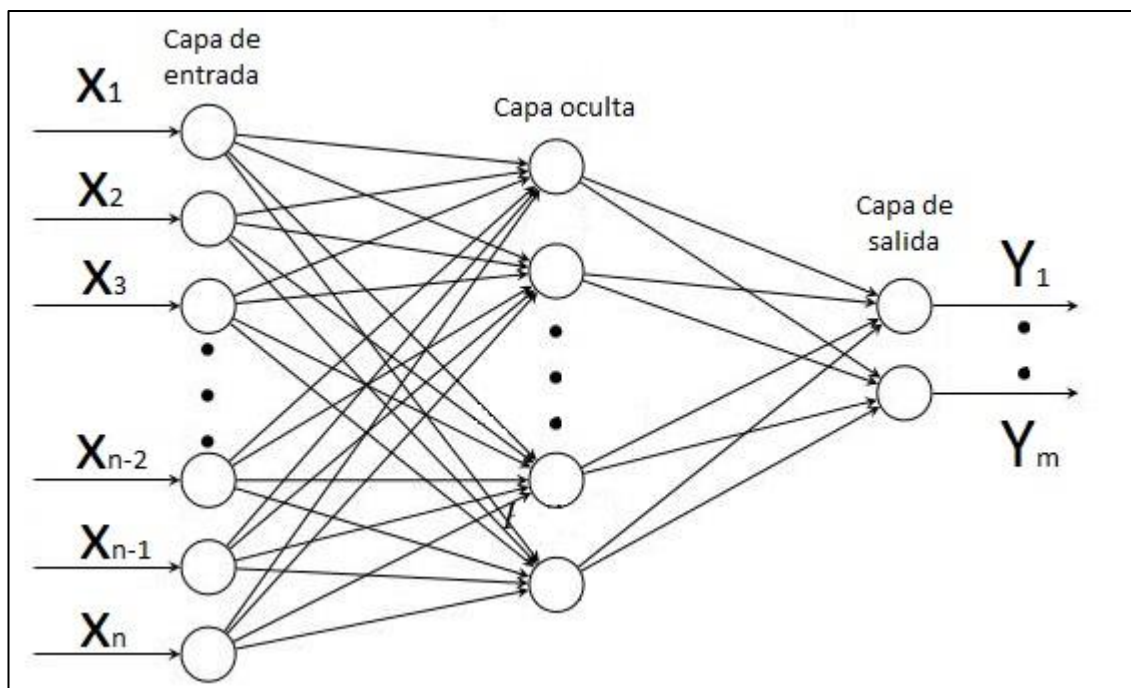 Capa de
entrada
X1
X2
X3
Xn-2
Xn-1
Xn
Capa oculta
Capa de
salida
Y1
Ym